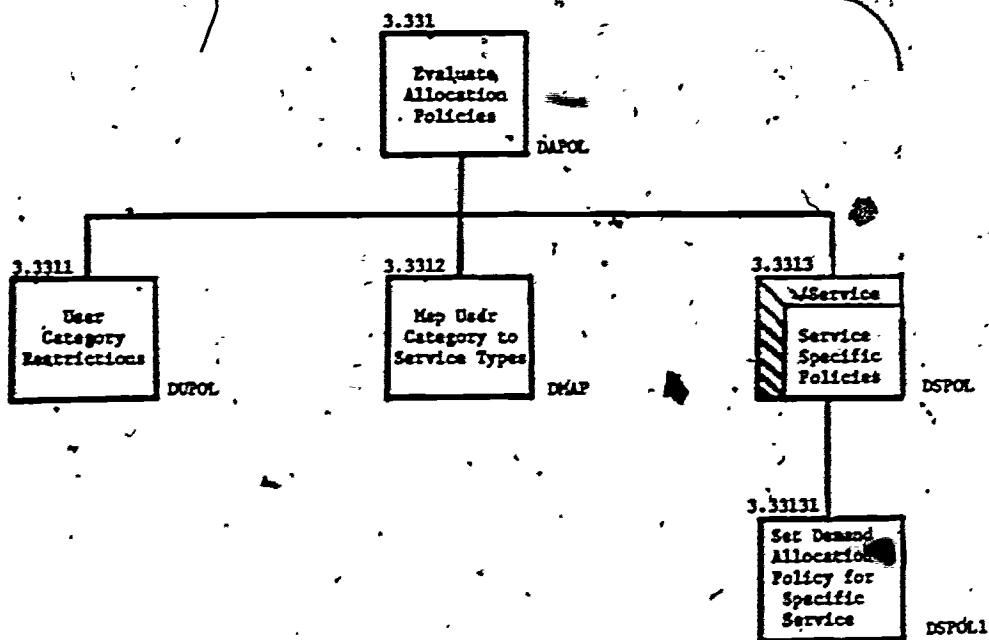 3.331
Evaluate
Allocation
Policies
DAPOL
3.3311
User
Category
Restrictions
DUPOL
3.3312
Map User
Category to
Service Types
DMAP
3.3313
/Service
Service
Specific
Policies
DSPOL
3.33131
Set Demand
Allocation
Policy for
Specific
Service
DSPOL1